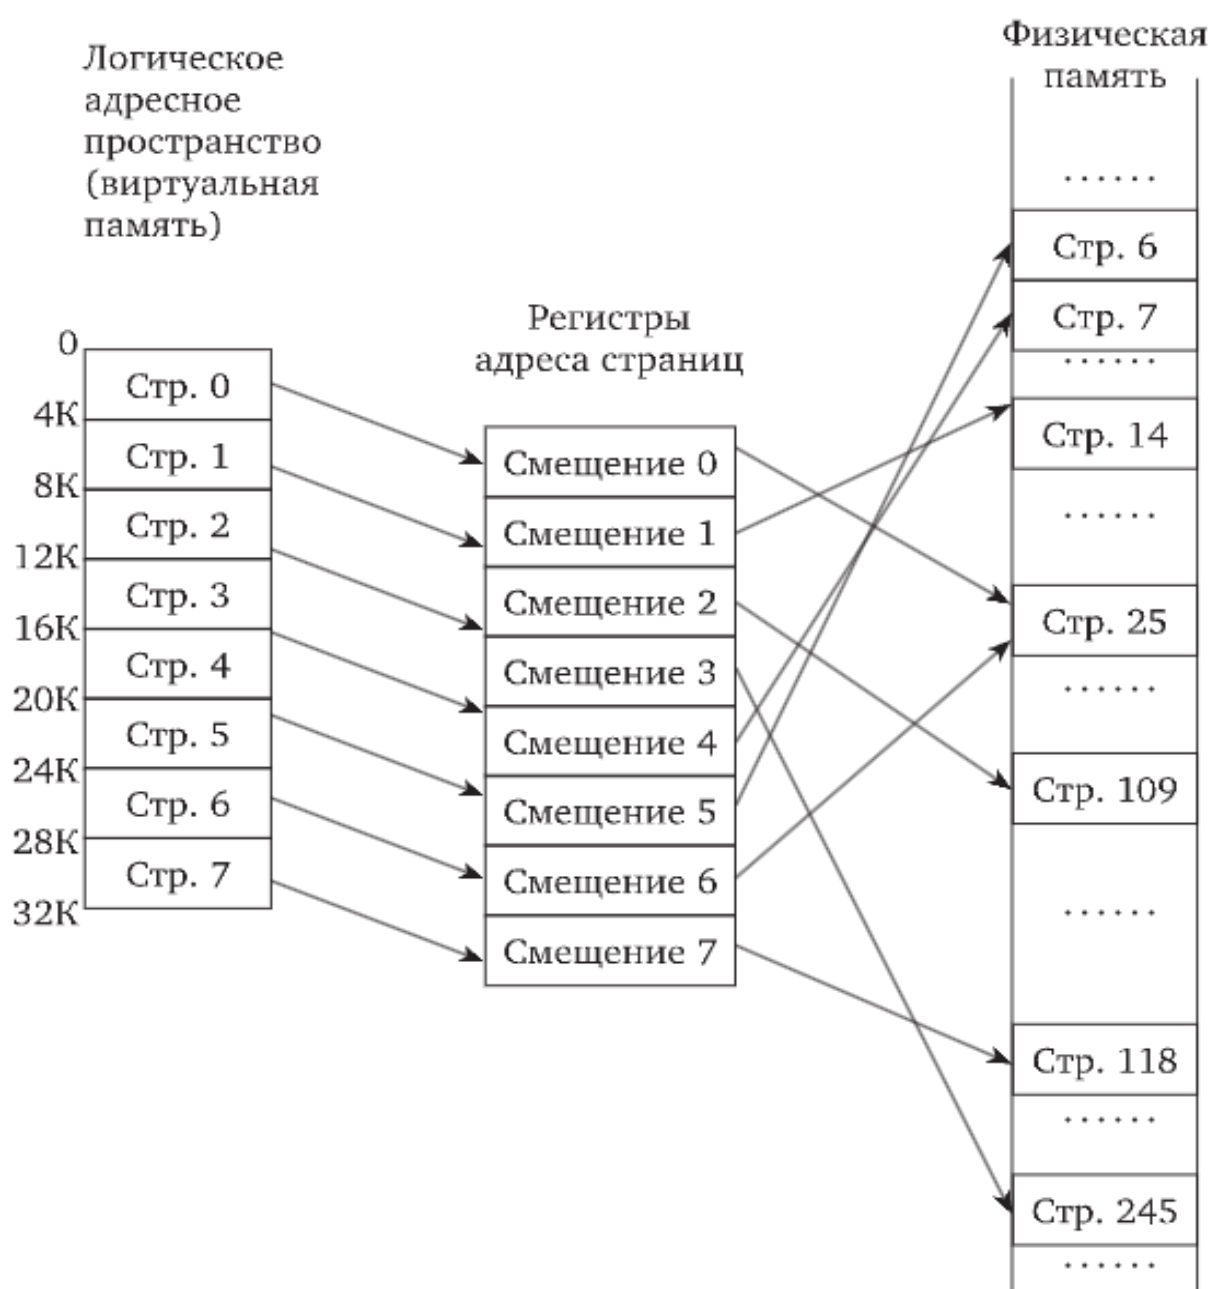 Логическое
адресное
пространство
(виртуальная
память)
0
Стр. 0
4К
Стр. 1
8К
Стр. 2
12К
Стр. 3
16К
Стр. 4
20К
Стр. 5
24К
Стр. 6
28К
Стр. 7
32К
Регистры
адреса страниц
Смещение 0
Смещение 1
Смещение 2
Смещение 3
Смещение 4
Смещение 5
Смещение 6
Смещение 7
Физическая
память
......
Стр. 6
Стр. 7
......
Стр. 14
......
Стр. 25
......
Стр. 109
......
Стр. 118
......
Стр. 245
......